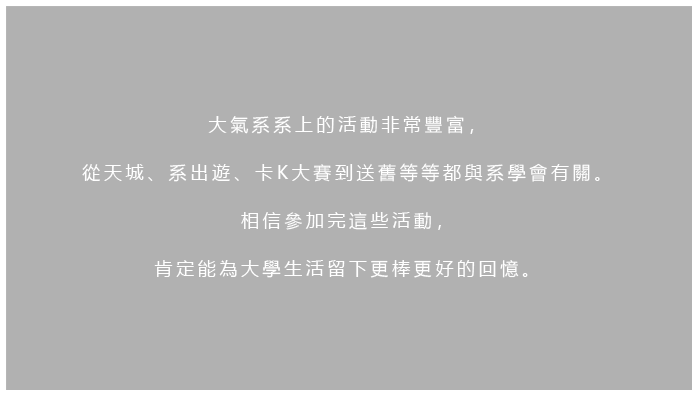 大氣系系上的活動非常豐富，
從天城、系出遊、卡K大賽到送舊等等都與系學會有關。
相信參加完這些活動，
肯定能為大學生活留下更棒更好的回憶。